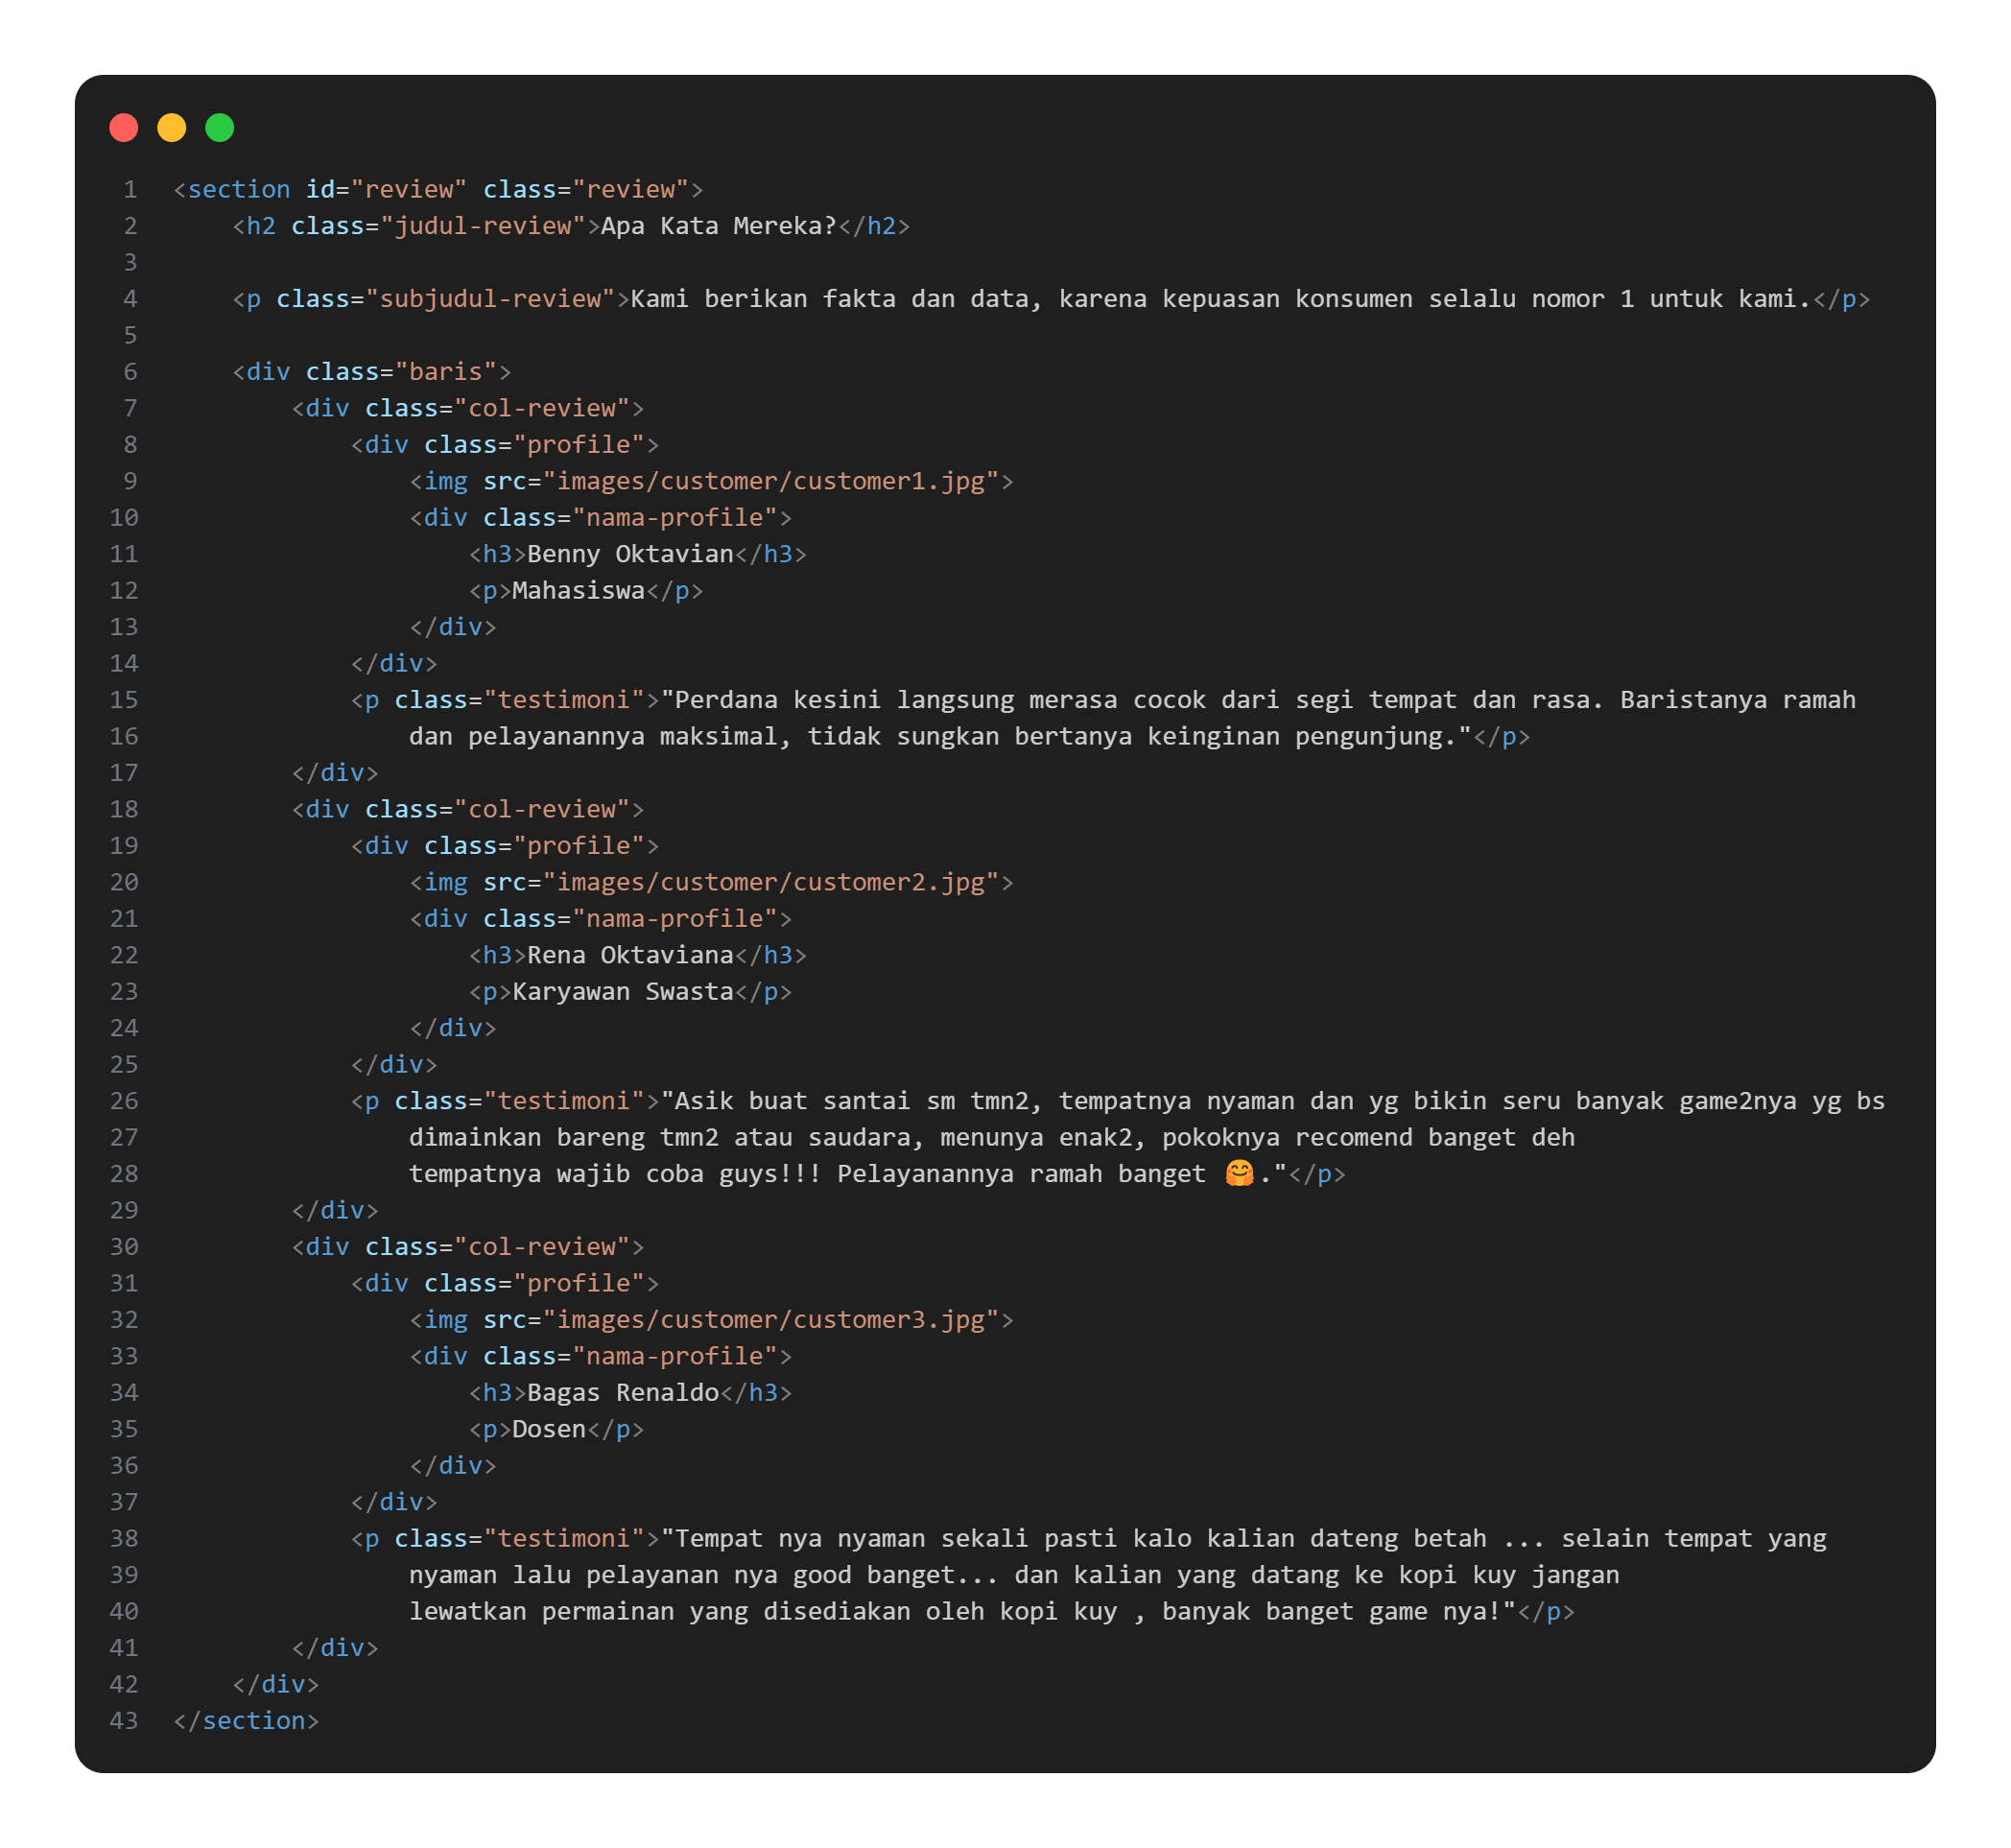 1 <section id="review" class="review">
2     <h2 class="judul-review">Apa Kata Mereka?</h2>
3
4     <p class="subjudul-review">Kami berikan fakta dan data, karena kepuasan konsumen selalu nomor 1 untuk kami.</p>
5
6     <div class="baris">
7         <div class="col-review">
8             <div class="profile">
9                 <img src="images/customer/customer1.jpg">
10                 <div class="nama-profile">
11                     <h3>Benny Oktavian</h3>
12                     <p>Mahasiswa</p>
13                 </div>
14             </div>
15             <p class="testimoni">"Perdana kesini langsung merasa cocok dari segi tempat dan rasa. Baristanya ramah
16                 dan pelayanannya maksimal, tidak sungkan bertanya keinginan pengunjung."</p>
17         </div>
18         <div class="col-review">
19             <div class="profile">
20                 <img src="images/customer/customer2.jpg">
21                 <div class="nama-profile">
22                     <h3>Rena Oktaviana</h3>
23                     <p>Karyawan Swasta</p>
24                 </div>
25             </div>
26             <p class="testimoni">"Asik buat santai sm tmn2, tempatnya nyaman dan yg bikin seru banyak game2nya yg bs
27                 dimainkan bareng tmn2 atau saudara, menunya enak2, pokoknya recomend banget deh
28                 tempatnya wajib coba guys!!! Pelayanannya ramah banget 🤗."</p>
29         </div>
30         <div class="col-review">
31             <div class="profile">
32                 <img src="images/customer/customer3.jpg">
33                 <div class="nama-profile">
34                     <h3>Bagas Renaldo</h3>
35                     <p>Dosen</p>
36                 </div>
37             </div>
38             <p class="testimoni">"Tempat nya nyaman sekali pasti kalo kalian dateng betah ... selain tempat yang
39                 nyaman lalu pelayanan nya good banget... dan kalian yang datang ke kopi kuy jangan
40                 lewatkan permainan yang disediakan oleh kopi kuy , banyak banget game nya!"</p>
41         </div>
42     </div>
43 </section>